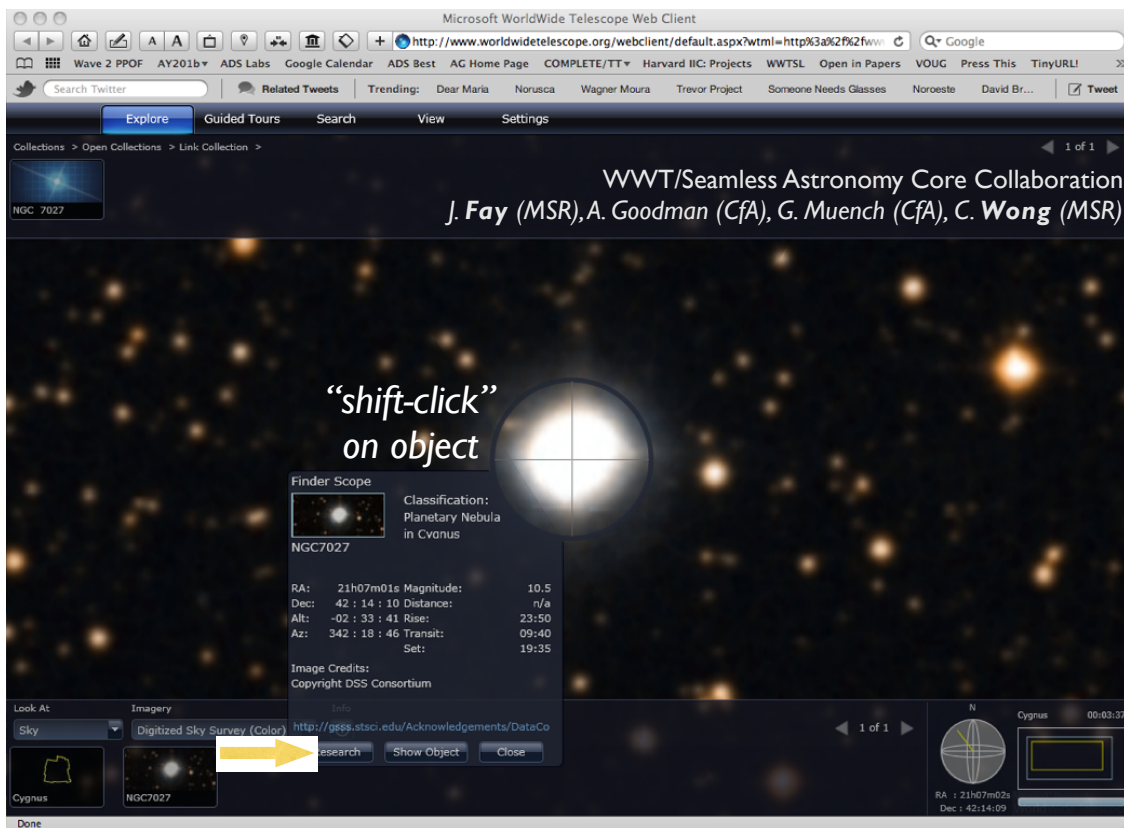 Microsoft WorldWide Telescope Web Client
A A + http://www.worldwidetelescope.org/webclient/default.aspx?wtml=http%3a%2f%2fwww Google
Wave 2 PPOF AY201b ADS Labs Google Calendar ADS Best AG Home Page COMPLETE/TT Harvard IIC: Projects WWTSL Open in Papers VOUG Press This TinyURL! »
Search Twitter Related Tweets Trending: Dear Maria Norusca Wagner Moura Trevor Project Someone Needs Glasses Noroeste David Br... Tweet
Explore Guided Tours Search View Settings
Collections > Open Collections > Link Collection > 1 of 1
NGC 7027
WWT/Seamless Astronomy Core Collaboration
J. Fay (MSR), A. Goodman (CfA), G. Muench (CfA), C. Wong (MSR)
“shift-click”
on object
Finder Scope
Classification:
Planetary Nebula
in Cygnus
NGC7027
RA: 21h07m01s Magnitude: 10.5
Dec: 42 : 14 : 10 Distance: n/a
Alt: -02 : 33 : 41 Rise: 23:50
Az: 342 : 18 : 46 Transit: 09:40
Set: 19:35
Image Credits:
Copyright DSS Consortium
http://gsss.stsci.edu/Acknowledgements/DataCo
Research Show Object Close
Look At Imagery Info
Sky Digitized Sky Survey (Color) 1 of 1
Cygnus NGC7027
N
Cygnus 00:03:37
RA : 21h07m02s
Dec : 42:14:09
Done